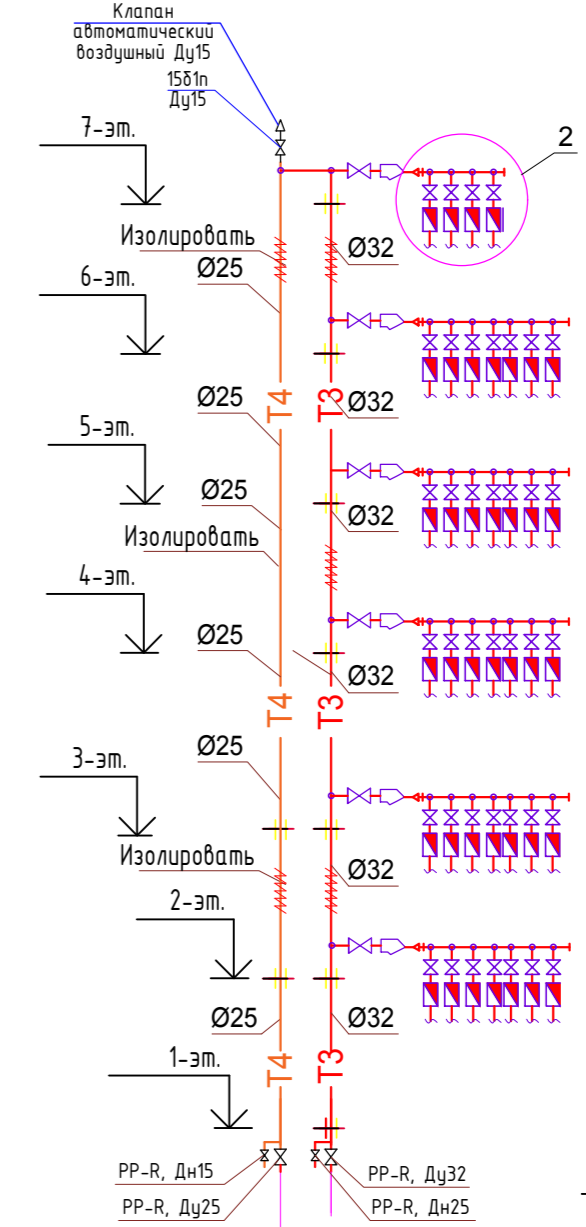 Клапан
автоматический
воздушный Ду15
15б1п
Ду15
7-эт.
2
Изолировать
Ø32
Ø25
6-эт.
Ø25
T4
T3
Ø32
5-эт.
Ø25
Ø32
Изолировать
4-эт.
Ø25
Ø32
T4
T3
3-эт.
Ø25
Изолировать
Ø32
2-эт.
Ø25
Ø32
T4
T3
1-эт.
PP-R, Дн15
PP-R, Ду32
PP-R, Ду25
PP-R, Дн25